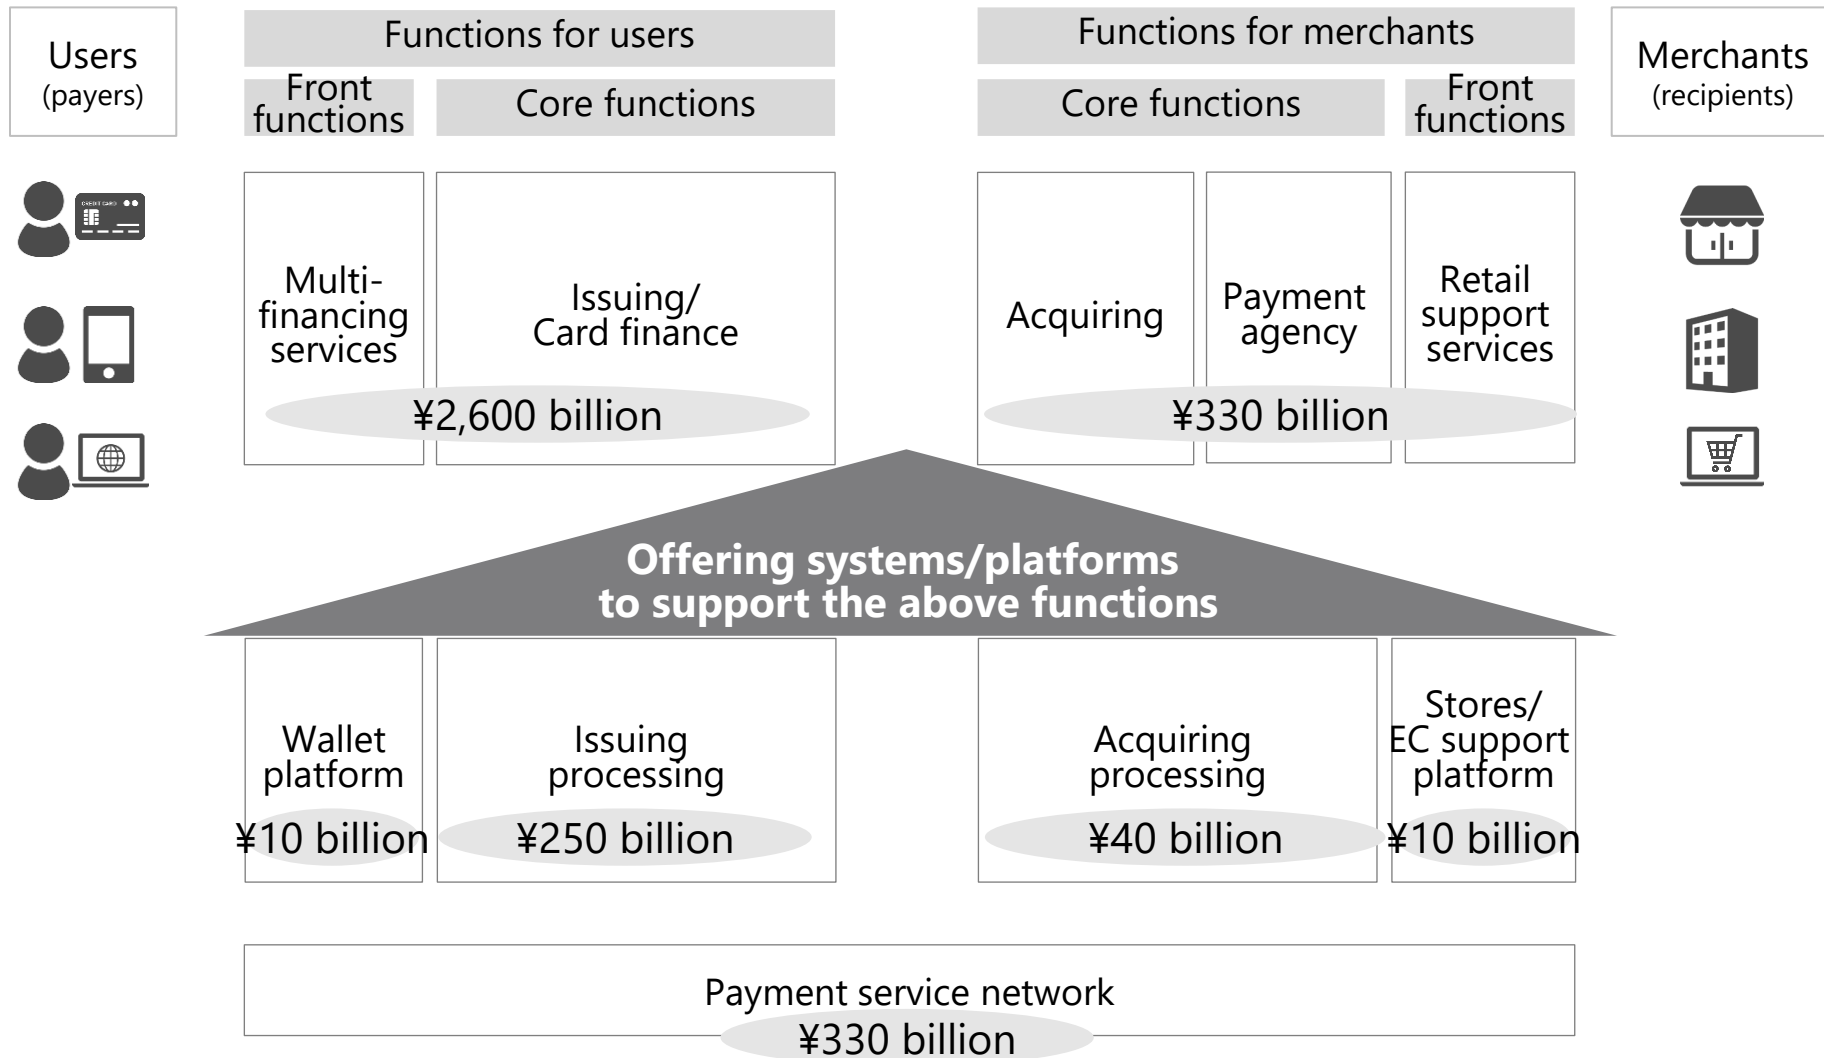 Users
(payers)
Functions for users
Functions for merchants
Merchants
(recipients)
Front
functions
Core functions
Core functions
Front
functions
CREDIT CARD
Multi-
financing
services
Issuing/
Card finance
Acquiring
Payment
agency
Retail
support
services
¥2,600 billion
¥330 billion
Offering systems/platforms
to support the above functions
Wallet
platform
Issuing
processing
Acquiring
processing
Stores/
EC support
platform
¥10 billion
¥250 billion
¥40 billion
¥10 billion
Payment service network
¥330 billion